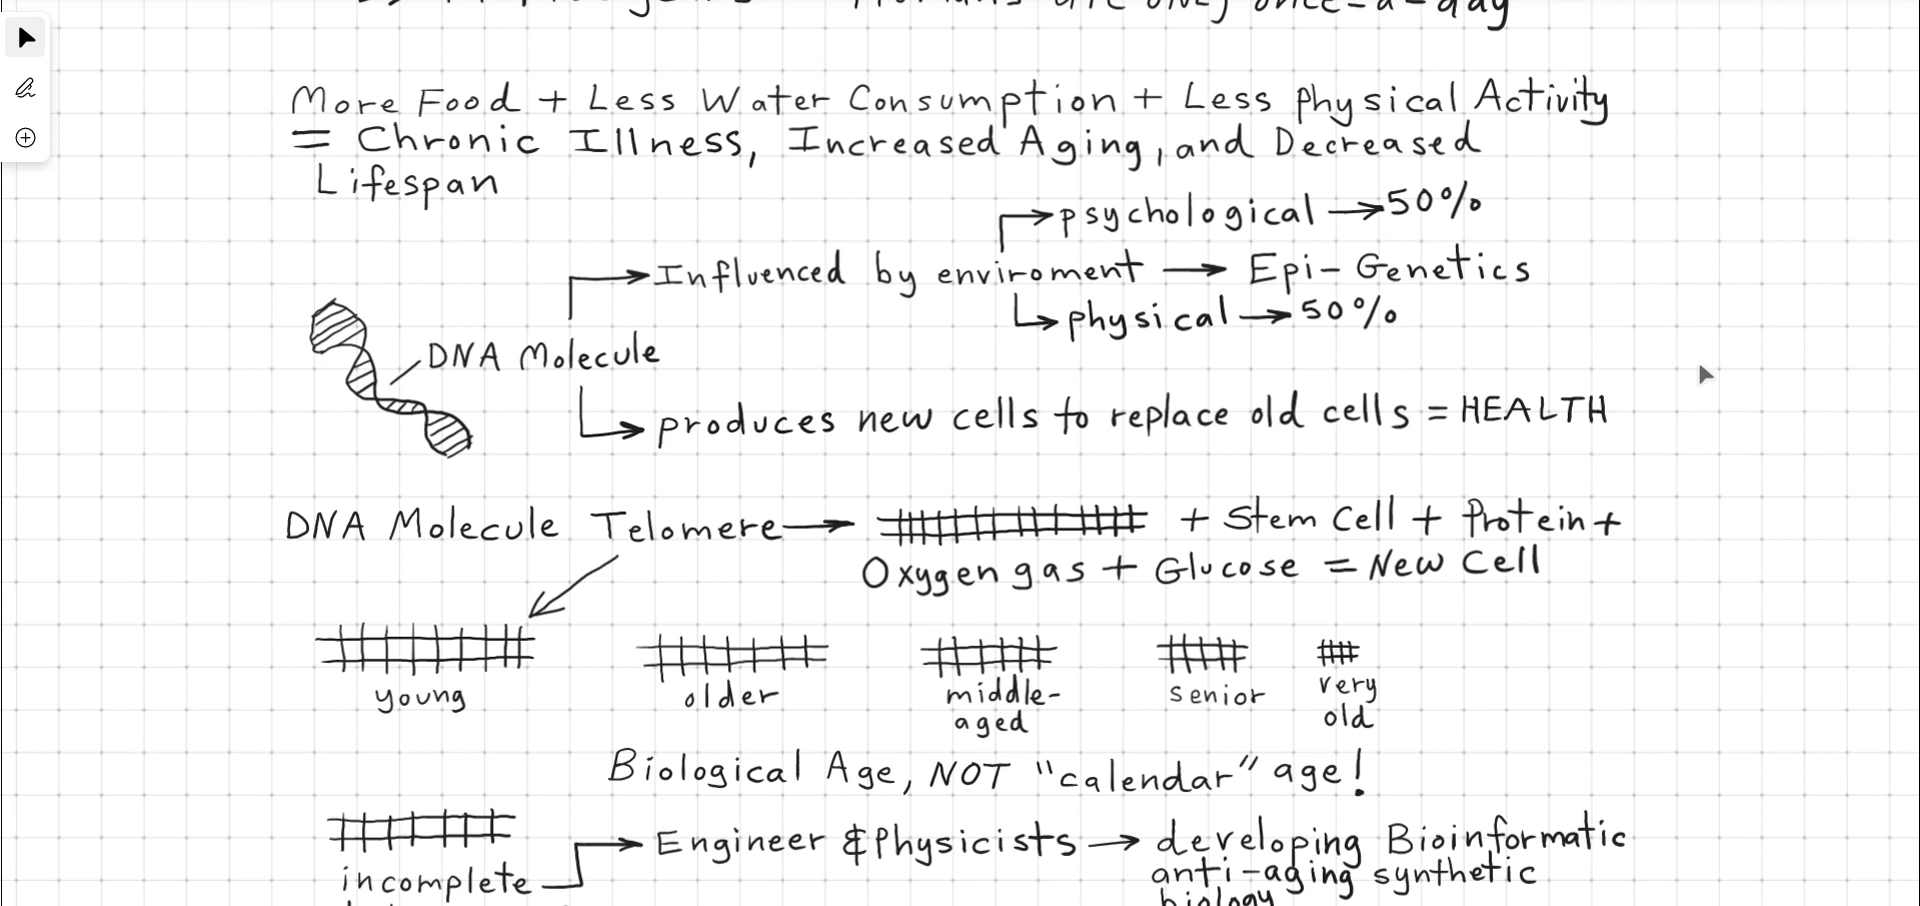 once-a-day
More Food + Less Water Consumption + Less Physical Activity
= Chronic Illness, Increased Aging, and Decreased
Lifespan
psychological → 50%
Influenced by enviroment → Epi-Genetics
physical → 50%
DNA Molecule
produces new cells to replace old cells = HEALTH
DNA Molecule Telomere → + Stem Cell + Protein +
Oxygen gas + Glucose = New Cell
young
older
middle-
aged
senior
very
old
Biological Age, NOT "calendar" age!
incomplete
Engineer & Physicists → developing Bioinformatic
anti-aging synthetic
biology